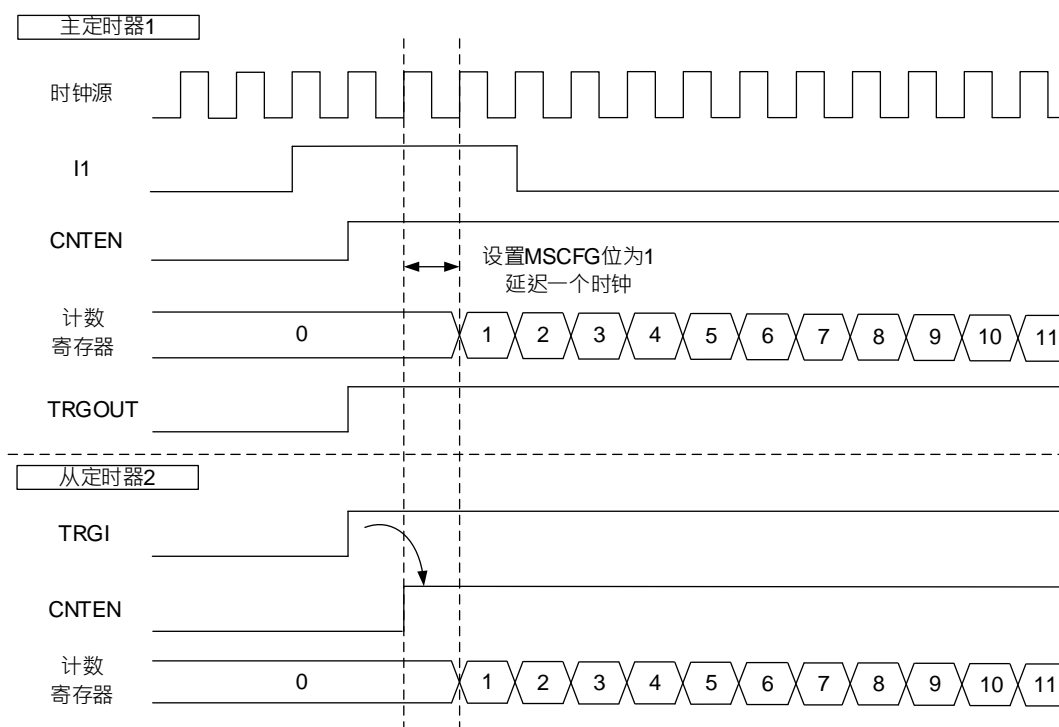 主定时器1
时钟源
I1
CNTEN
设置MSCFG位为1
延迟一个时钟
计数
寄存器
0 1 2 3 4 5 6 7 8 9 10 11
TRGOUT
从定时器2
TRGI
CNTEN
计数
寄存器
0 1 2 3 4 5 6 7 8 9 10 11